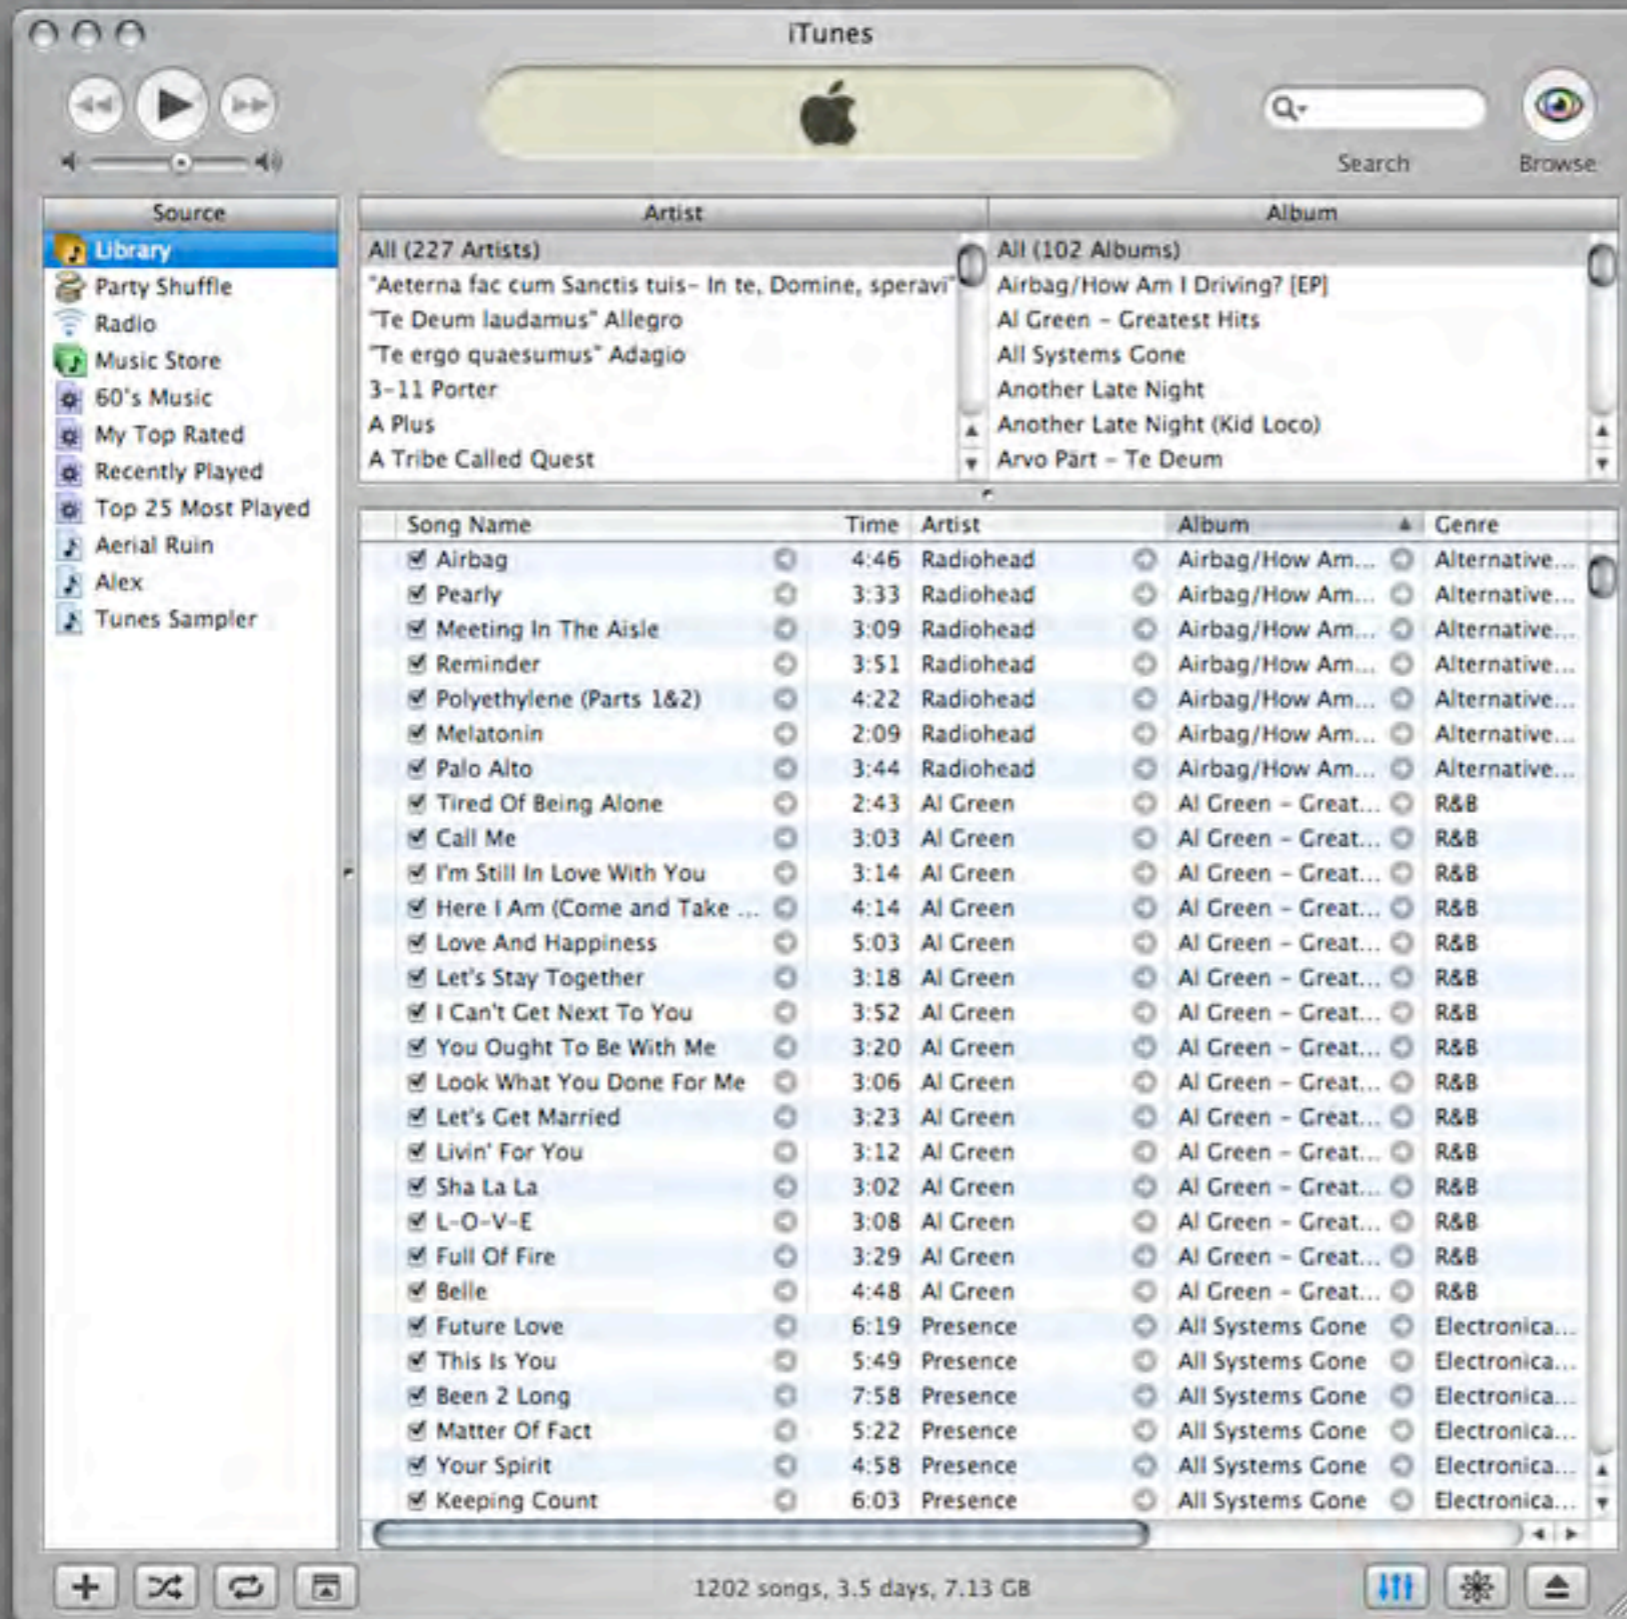 iTunes
Search
Browse
Source
Library
Party Shuffle
Radio
Music Store
60's Music
My Top Rated
Recently Played
Top 25 Most Played
Aerial Ruin
Alex
Tunes Sampler
Artist Album
All (227 Artists)
"Aeterna fac cum Sanctis tuis- In te, Domine, speravi"
"Te Deum laudamus" Allegro
"Te ergo quaesumus" Adagio
3-11 Porter
A Plus
A Tribe Called Quest
All (102 Albums)
Airbag/How Am I Driving? [EP]
Al Green - Greatest Hits
All Systems Gone
Another Late Night
Another Late Night (Kid Loco)
Arvo Pärt - Te Deum
Song Name Time Artist Album Genre
Airbag 4:46 Radiohead Airbag/How Am... Alternative...
Pearly 3:33 Radiohead Airbag/How Am... Alternative...
Meeting In The Aisle 3:09 Radiohead Airbag/How Am... Alternative...
Reminder 3:51 Radiohead Airbag/How Am... Alternative...
Polyethylene (Parts 1&2) 4:22 Radiohead Airbag/How Am... Alternative...
Melatonin 2:09 Radiohead Airbag/How Am... Alternative...
Palo Alto 3:44 Radiohead Airbag/How Am... Alternative...
Tired Of Being Alone 2:43 Al Green Al Green - Great... R&B
Call Me 3:03 Al Green Al Green - Great... R&B
I'm Still In Love With You 3:14 Al Green Al Green - Great... R&B
Here I Am (Come and Take ... 4:14 Al Green Al Green - Great... R&B
Love And Happiness 5:03 Al Green Al Green - Great... R&B
Let's Stay Together 3:18 Al Green Al Green - Great... R&B
I Can't Get Next To You 3:52 Al Green Al Green - Great... R&B
You Ought To Be With Me 3:20 Al Green Al Green - Great... R&B
Look What You Done For Me 3:06 Al Green Al Green - Great... R&B
Let's Get Married 3:23 Al Green Al Green - Great... R&B
Livin' For You 3:12 Al Green Al Green - Great... R&B
Sha La La 3:02 Al Green Al Green - Great... R&B
L-O-V-E 3:08 Al Green Al Green - Great... R&B
Full Of Fire 3:29 Al Green Al Green - Great... R&B
Belle 4:48 Al Green Al Green - Great... R&B
Future Love 6:19 Presence All Systems Gone Electronica...
This Is You 5:49 Presence All Systems Gone Electronica...
Been 2 Long 7:58 Presence All Systems Gone Electronica...
Matter Of Fact 5:22 Presence All Systems Gone Electronica...
Your Spirit 4:58 Presence All Systems Gone Electronica...
Keeping Count 6:03 Presence All Systems Gone Electronica...
1202 songs, 3.5 days, 7.13 GB